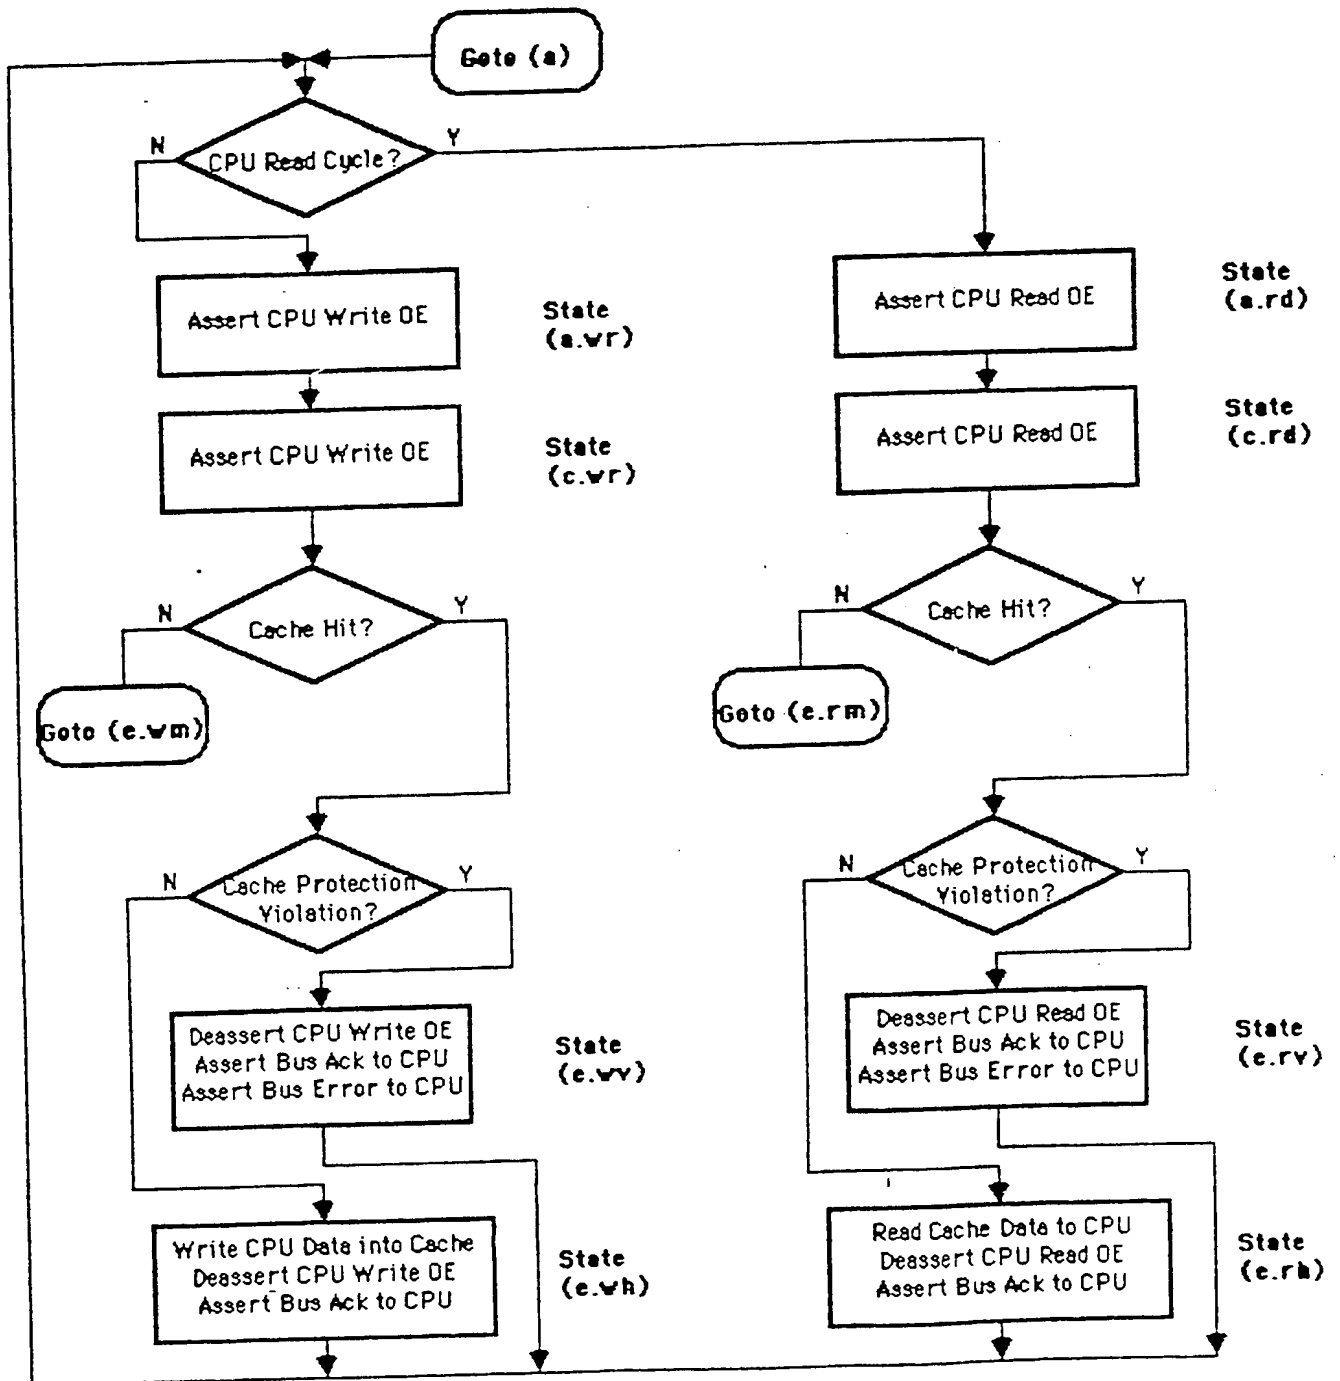 Goto (a)
N
Y
CPU Read Cycle?
Assert CPU Write OE
State
(a.wr)
Assert CPU Read OE
State
(a.rd)
Assert CPU Write OE
State
(c.wr)
Assert CPU Read OE
State
(c.rd)
N
Cache Hit?
Y
N
Cache Hit?
Y
Goto (e.wm)
Goto (e.rm)
N
Cache Protection
Violation?
Y
N
Cache Protection
Violation?
Y
Deassert CPU Write OE
Assert Bus Ack to CPU
Assert Bus Error to CPU
State
(e.wv)
Deassert CPU Read OE
Assert Bus Ack to CPU
Assert Bus Error to CPU
State
(e.rv)
Write CPU Data into Cache
Deassert CPU Write OE
Assert Bus Ack to CPU
State
(e.wh)
Read Cache Data to CPU
Deassert CPU Read OE
Assert Bus Ack to CPU
State
(e.rh)